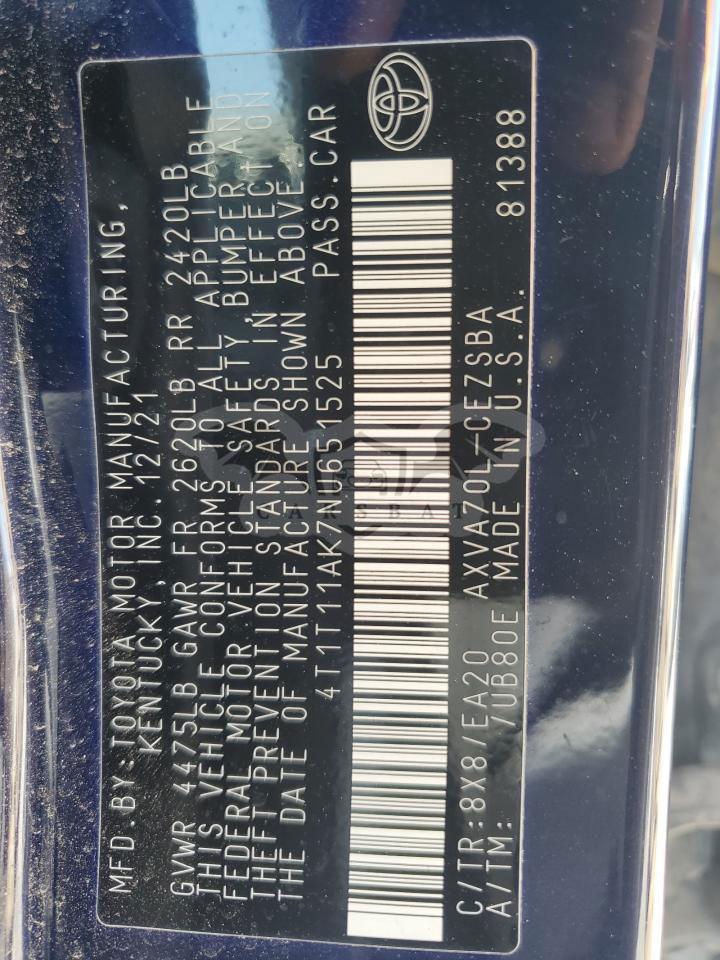 MFD.BY:TOYOTA MOTOR MANUFACTURING,
KENTUCKY, INC.12/21
GVWR 4475LB GAWR FR 2620LB RR 2420LB
THIS VEHICLE CONFORMS TO ALL APPLICABLE
FEDERAL MOTOR VEHICLE SAFETY, BUMPER, AND
THEFT PREVENTION STANDARDS IN EFFECT ON
THE DATE OF MANUFACTURE SHOWN ABOVE.
4T1T11AK7NU651525 PASS.CAR
C/TR:8X8/EA20 AXVA70L-CEZSBA
A/TM: /UB80E MADE IN U.S.A. 81388
CARSBAT